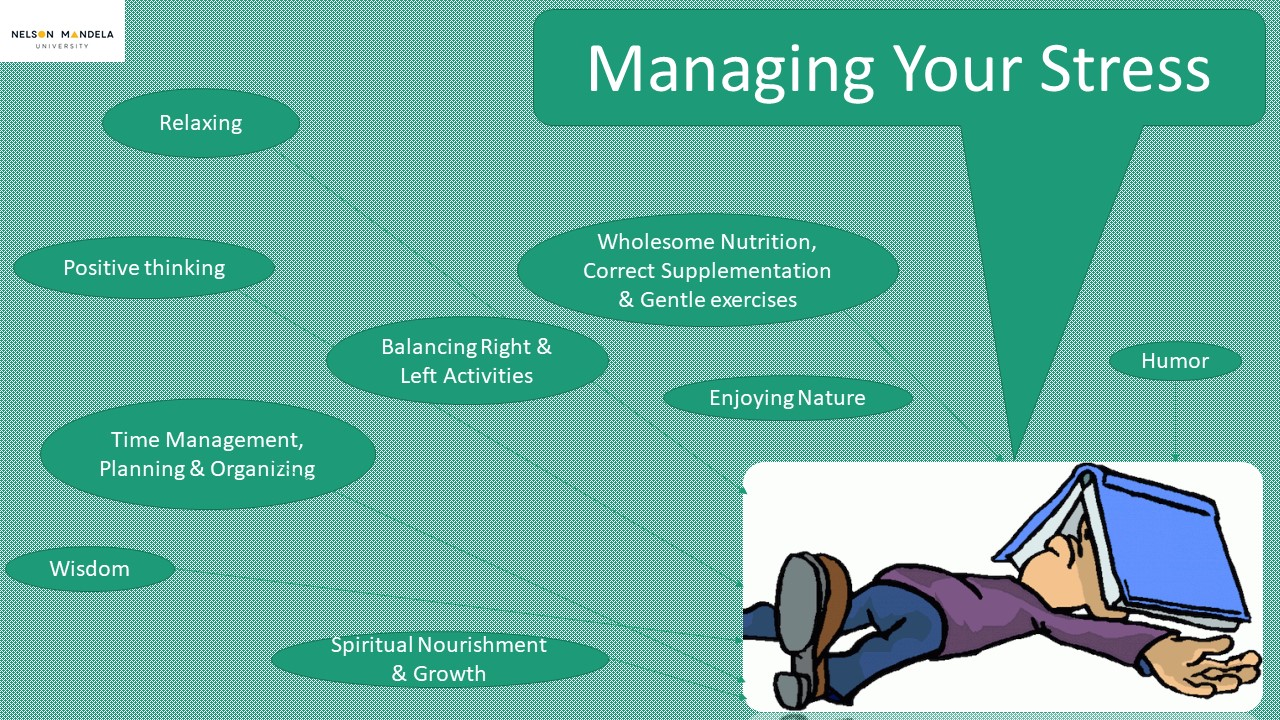 NELSON MANDELA
UNIVERSITY
Managing Your Stress
Relaxing
Positive thinking
Wholesome Nutrition,
Correct Supplementation
& Gentle exercises
Balancing Right &
Left Activities
Humor
Enjoying Nature
Time Management,
Planning & Organizing
Wisdom
Spiritual Nourishment
& Growth